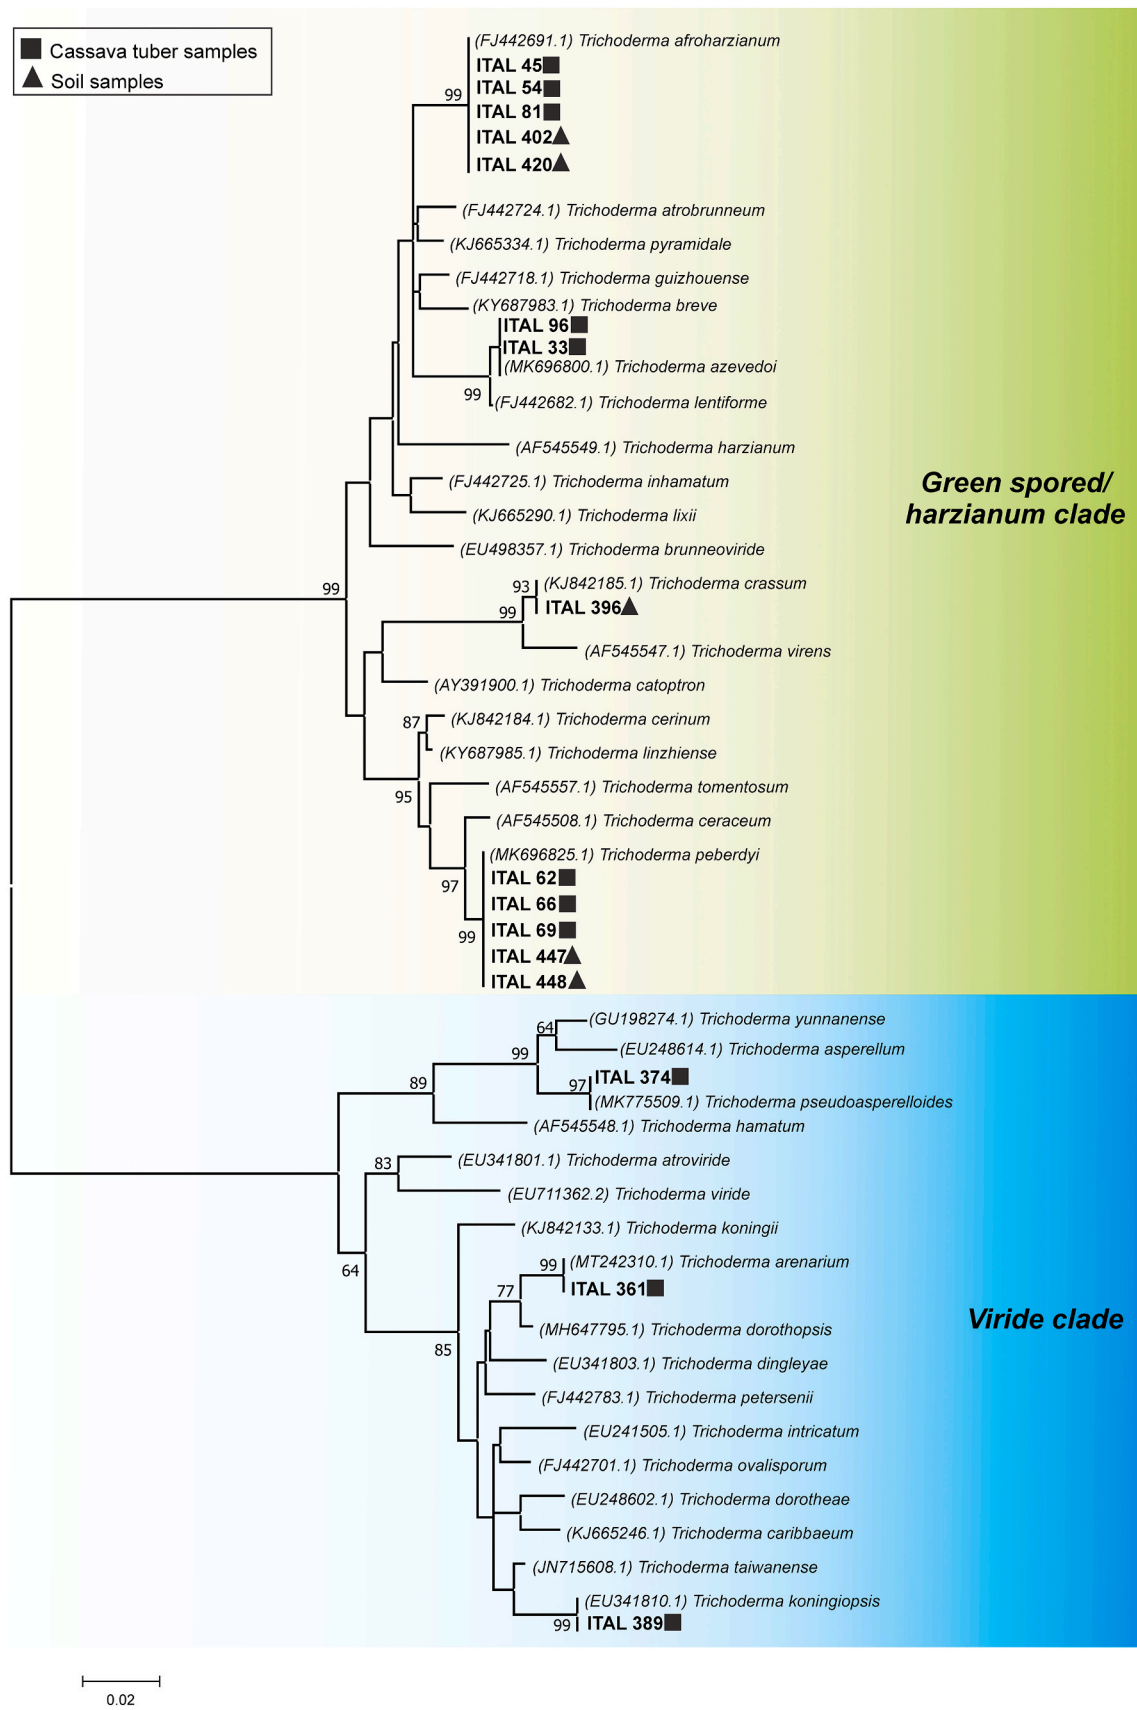 Cassava tuber samples
Soil samples
(FJ442691.1) Trichoderma afroharzianum
ITAL 45
ITAL 54
99
ITAL 81
ITAL 402
ITAL 420
(FJ442724.1) Trichoderma atrobrunneum
(KJ665334.1) Trichoderma pyramidale
(FJ442718.1) Trichoderma guizhouense
(KY687983.1) Trichoderma breve
ITAL 96
ITAL 33
(MK696800.1) Trichoderma azevedoi
99
(FJ442682.1) Trichoderma lentiforme
(AF545549.1) Trichoderma harzianum
(FJ442725.1) Trichoderma inhamatum
Green spored/
harzianum clade
(KJ665290.1) Trichoderma lixii
(EU498357.1) Trichoderma brunneoviride
99
93
(KJ842185.1) Trichoderma crassum
99
ITAL 396
(AF545547.1) Trichoderma virens
(AY391900.1) Trichoderma catoptron
87
(KJ842184.1) Trichoderma cerinum
(KY687985.1) Trichoderma linzhiense
95
(AF545557.1) Trichoderma tomentosum
(AF545508.1) Trichoderma ceraceum
(MK696825.1) Trichoderma peberdyi
97
ITAL 62
ITAL 66
99
ITAL 69
ITAL 447
ITAL 448
(GU198274.1) Trichoderma yunnanense
64
99
(EU248614.1) Trichoderma asperellum
89
97
ITAL 374
(MK775509.1) Trichoderma pseudoasperelloides
(AF545548.1) Trichoderma hamatum
83
(EU341801.1) Trichoderma atroviride
(EU711362.2) Trichoderma viride
(KJ842133.1) Trichoderma koningii
64
99
(MT242310.1) Trichoderma arenarium
77
ITAL 361
Viride clade
(MH647795.1) Trichoderma dorothopsis
85
(EU341803.1) Trichoderma dingleyae
(FJ442783.1) Trichoderma petersenii
(EU241505.1) Trichoderma intricatum
(FJ442701.1) Trichoderma ovalisporum
(EU248602.1) Trichoderma dorotheae
(KJ665246.1) Trichoderma caribbaeum
(JN715608.1) Trichoderma taiwanense
(EU341810.1) Trichoderma koningiopsis
99
ITAL 389
0.02